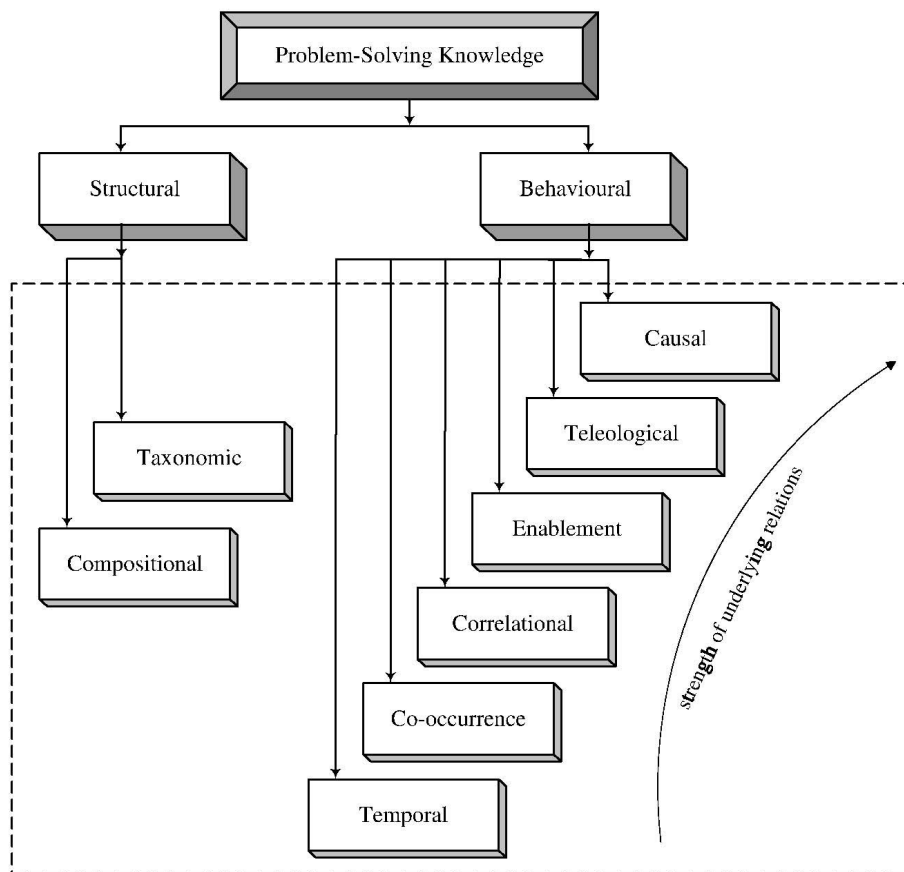 Problem-Solving Knowledge
Structural
Behavioural
Causal
Teleological
Taxonomic
Enablement
Compositional
Correlational
Co-occurrence
Temporal
strength of underlying relations